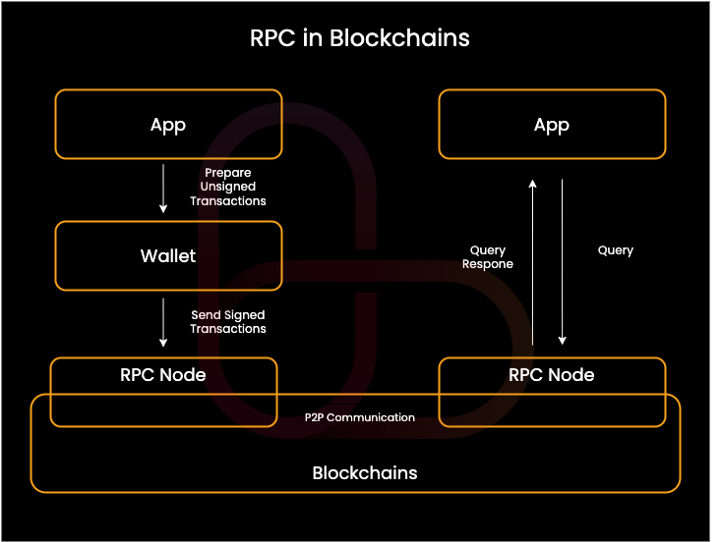 RPC in Blockchains
App
App
Prepare
Unsigned
Transactions
Wallet
Query
Respone
Query
Send Signed
Transactions
RPC Node
RPC Node
P2P Communication
Blockchains